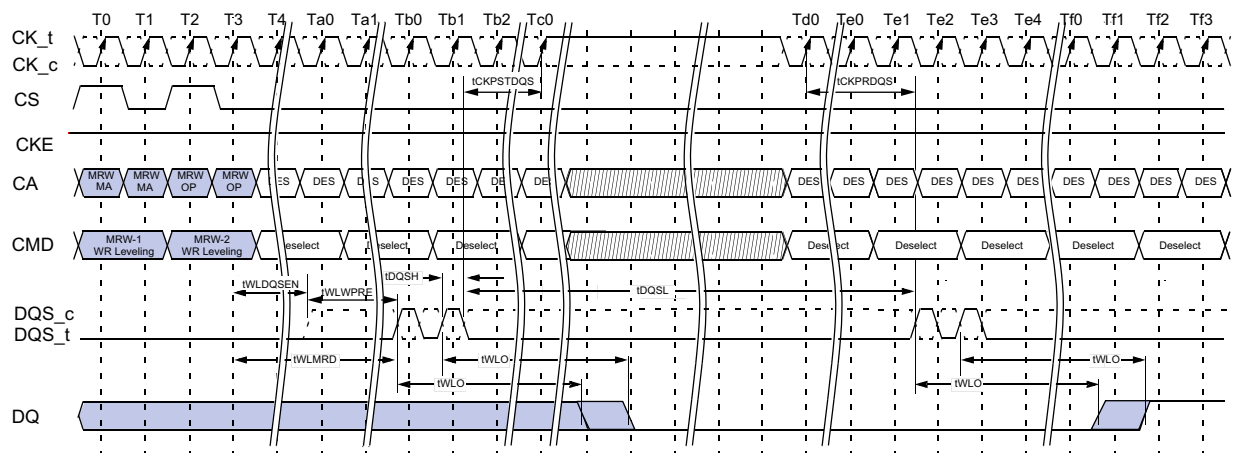 T0 T1 T2 T3 T4 Ta0 Ta1 Tb0 Tb1 Tb2 Tc0 Td0 Te0 Te1 Te2 Te3 Te4 Tf0 Tf1 Tf2 Tf3
CK_t
CK_c
tCKPSTDQS tCKPRDQS
CS
CKE
CA
MRW MA
MRW MA
MRW OP
MRW OP
DES DES DES DES DES DES DES DES DES DES DES DES DES DES DES DES DES
CMD
MRW-1
WR Leveling
MRW-2
WR Leveling
Deselect Deselect Deselect Deselect Deselect Deselect Deselect Deselect
tDQSH
tWLDQSEN
tWLWPRE
tDQSL
DQS_c
DQS_t
tWLMRD tWLO tWLO
tWLO tWLO
DQ